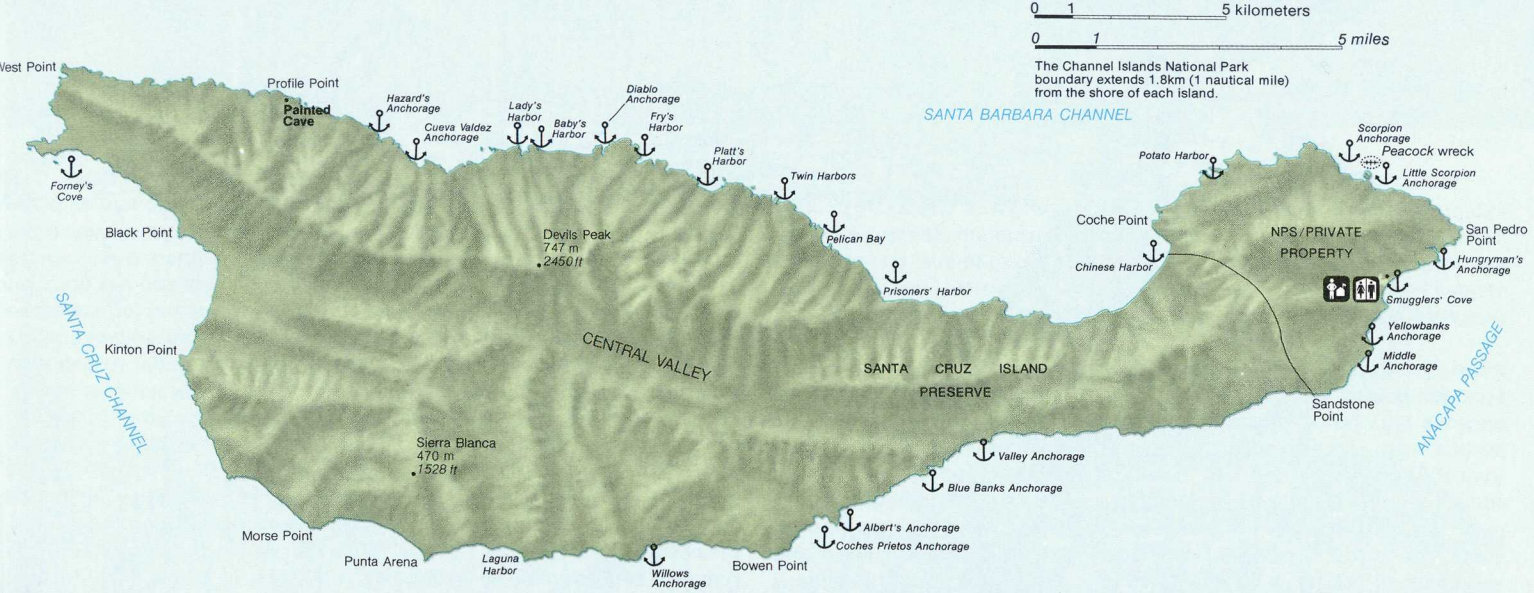 0 1 5 kilometers
0 1 5 miles
The Channel Islands National Park
boundary extends 1.8km (1 nautical mile)
from the shore of each island.
West Point
Profile Point
Painted
Cave
Hazard's
Anchorage
Cueva Valdez
Anchorage
Lady's
Harbor
Baby's
Harbor
Diablo
Anchorage
Fry's
Harbor
Platt's
Harbor
Twin Harbors
Pelican Bay
Prisoners' Harbor
SANTA BARBARA CHANNEL
Potato Harbor
Scorpion
Anchorage
Peacock wreck
Little Scorpion
Anchorage
Coche Point
Chinese Harbor
NPS/PRIVATE
PROPERTY
San Pedro
Point
Hungryman's
Anchorage
Smugglers' Cove
Yellowbanks
Anchorage
Middle
Anchorage
Sandstone
Point
ANACAPA PASSAGE
Forney's
Cove
Black Point
Devils Peak
747 m
2450 ft
SANTA CRUZ CHANNEL
Kinton Point
CENTRAL VALLEY
SANTA CRUZ ISLAND
PRESERVE
Sierra Blanca
470 m
1528 ft
Valley Anchorage
Blue Banks Anchorage
Albert's Anchorage
Coches Prietos Anchorage
Morse Point
Punta Arena
Laguna
Harbor
Willows
Anchorage
Bowen Point